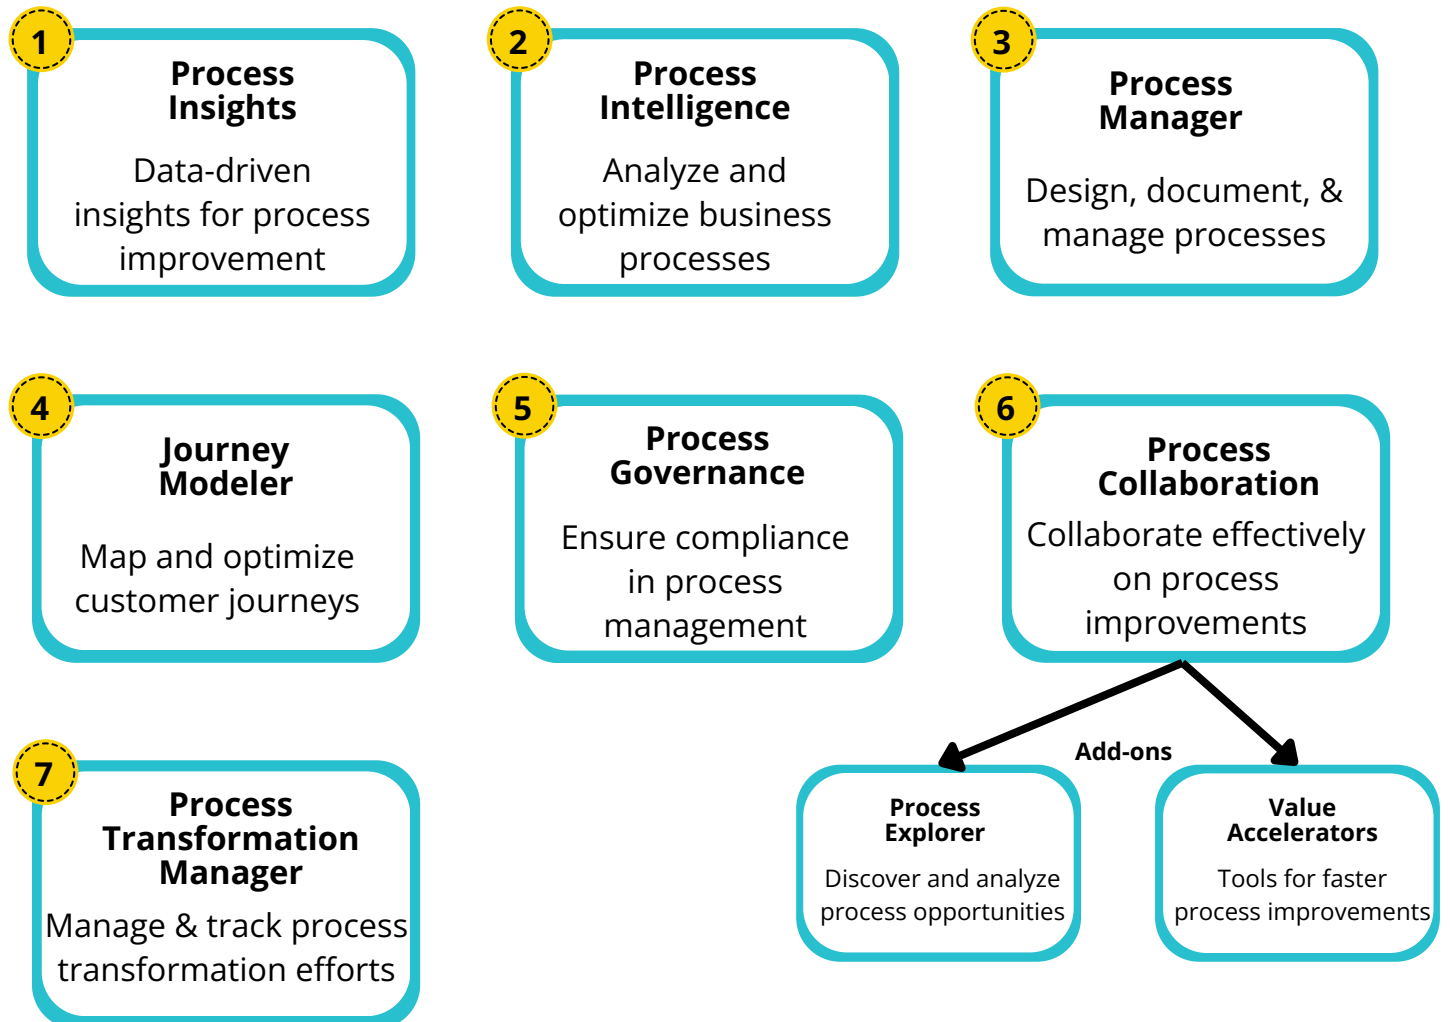 1
Process
Insights
Data-driven
insights for process
improvement
2
Process
Intelligence
Analyze and
optimize business
processes
3
Process
Manager
Design, document, &
manage processes
4
Journey
Modeler
Map and optimize
customer journeys
5
Process
Governance
Ensure compliance
in process
management
6
Process
Collaboration
Collaborate effectively
on process
improvements
Add-ons
Process
Explorer
Discover and analyze
process opportunities
Value
Accelerators
Tools for faster
process improvements
7
Process
Transformation
Manager
Manage & track process
transformation efforts